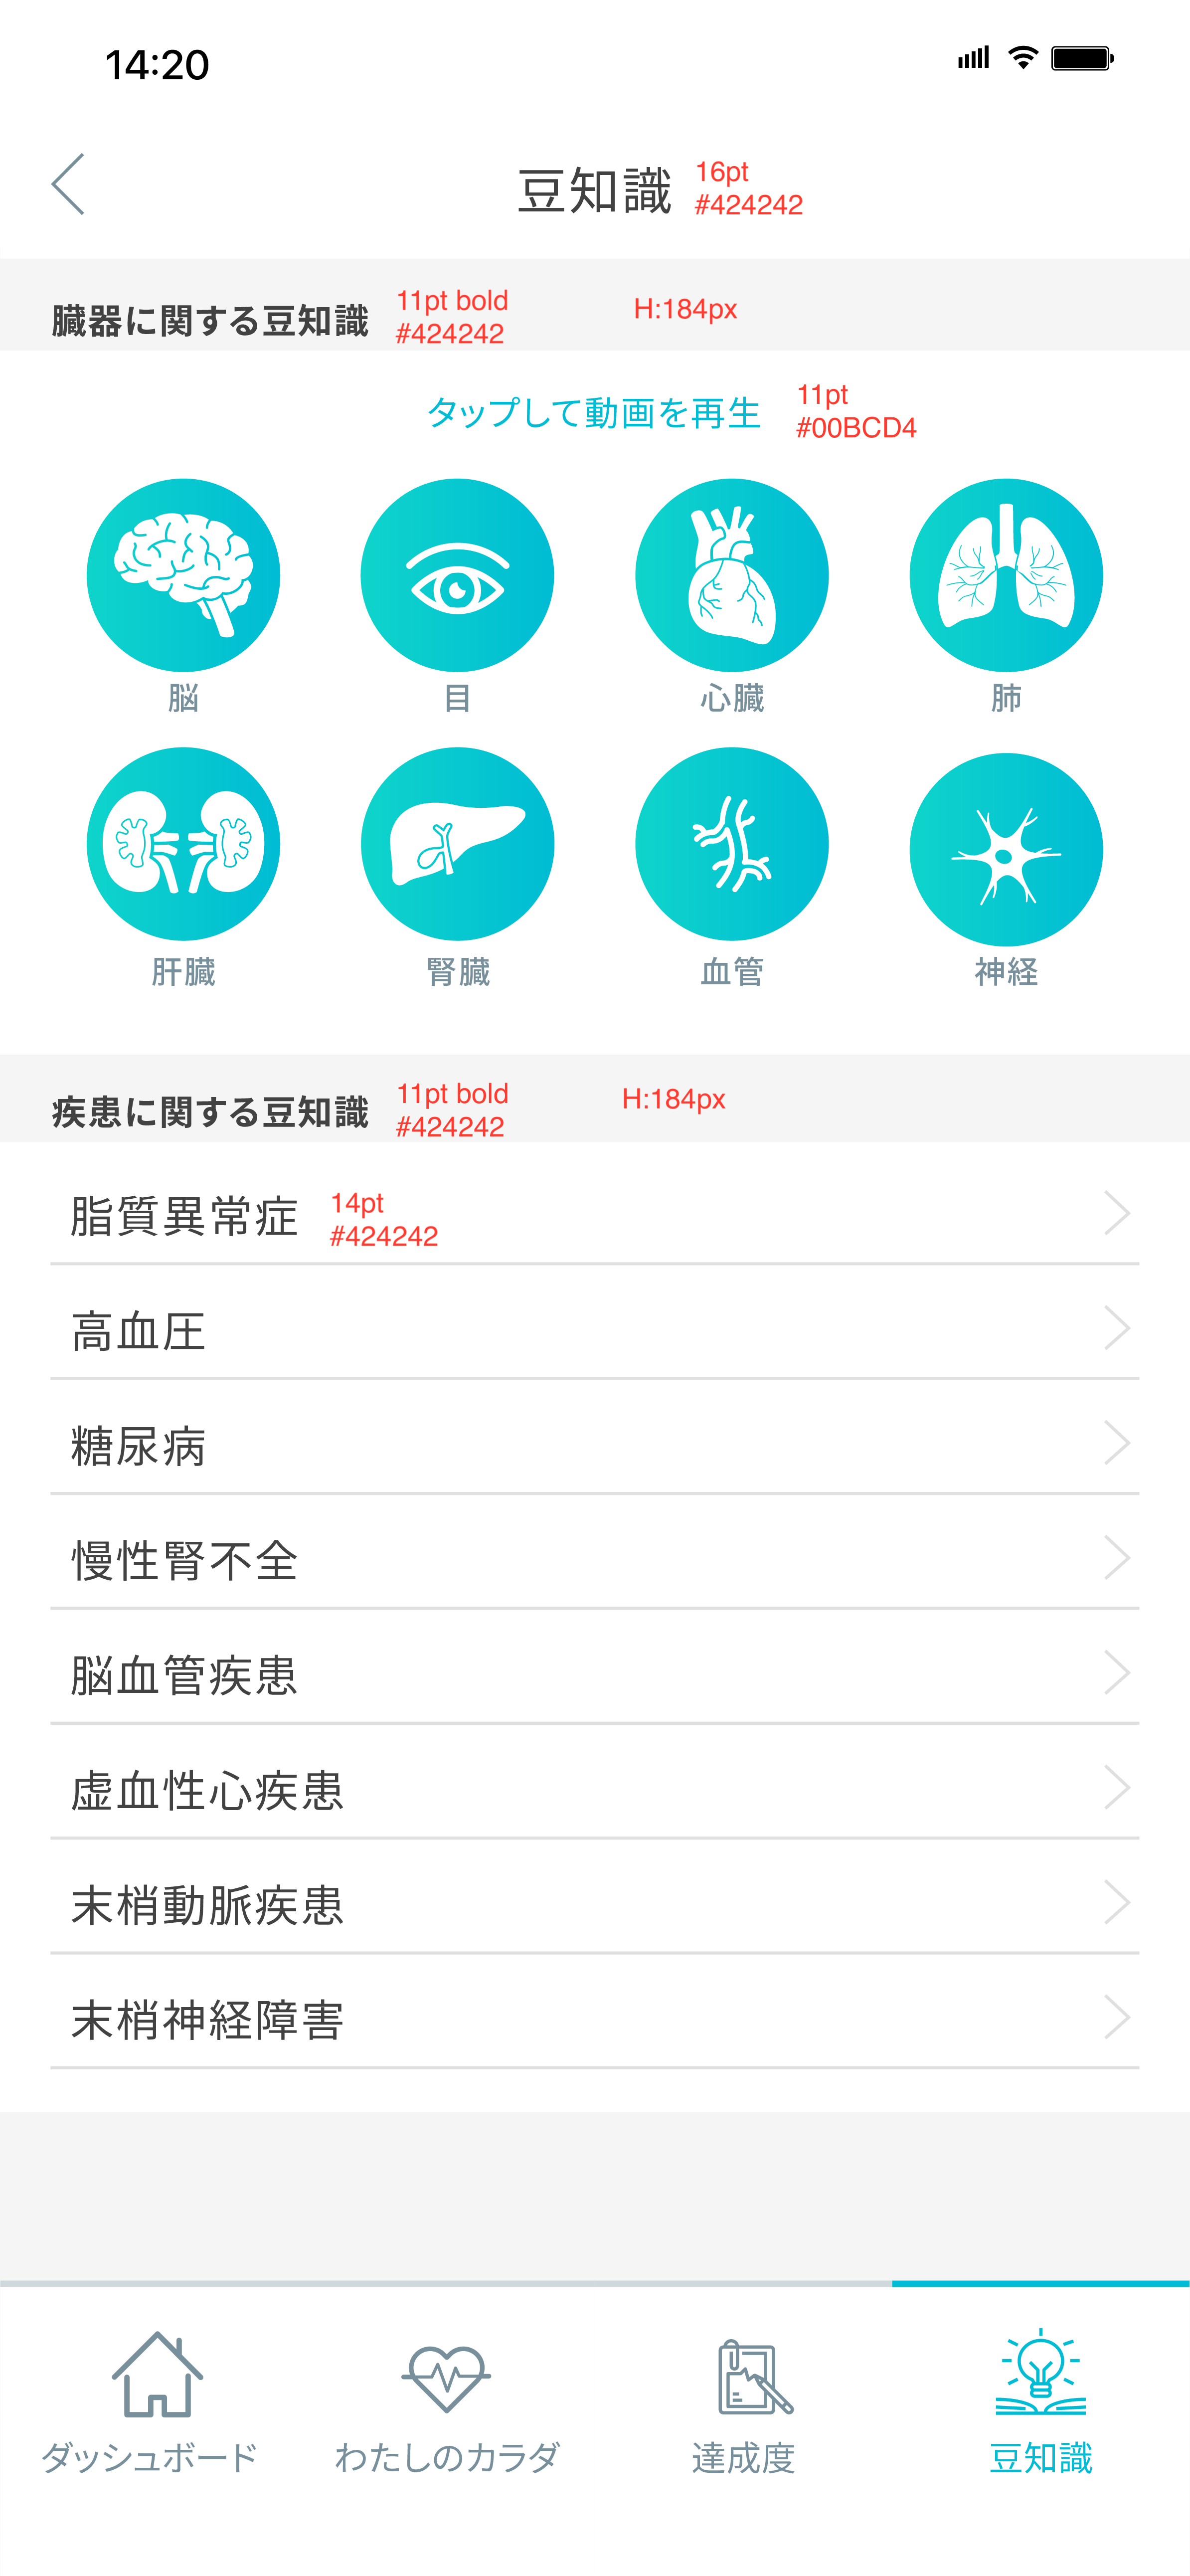 14:20
豆知識
16pt
#424242
臓器に関する豆知識
11pt bold
#424242
H:184px
タップして動画を再生
11pt
#00BCD4
脳 目 心臓 肺
肝臓 腎臓 血管 神経
疾患に関する豆知識
11pt bold
#424242
H:184px
脂質異常症
14pt
#424242
高血圧
糖尿病
慢性腎不全
脳血管疾患
虚血性心疾患
末梢動脈疾患
末梢神経障害
ダッシュボード わたしのカラダ 達成度 豆知識